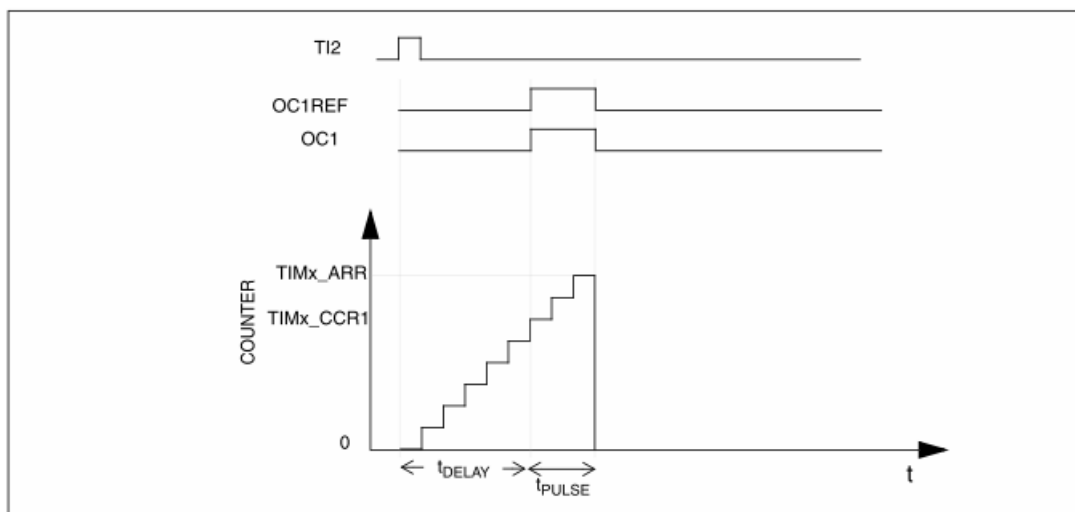 TI2
OC1REF
OC1
TIMx_ARR
TIMx_CCR1
COUNTER
0
tDELAY
tPULSE
t